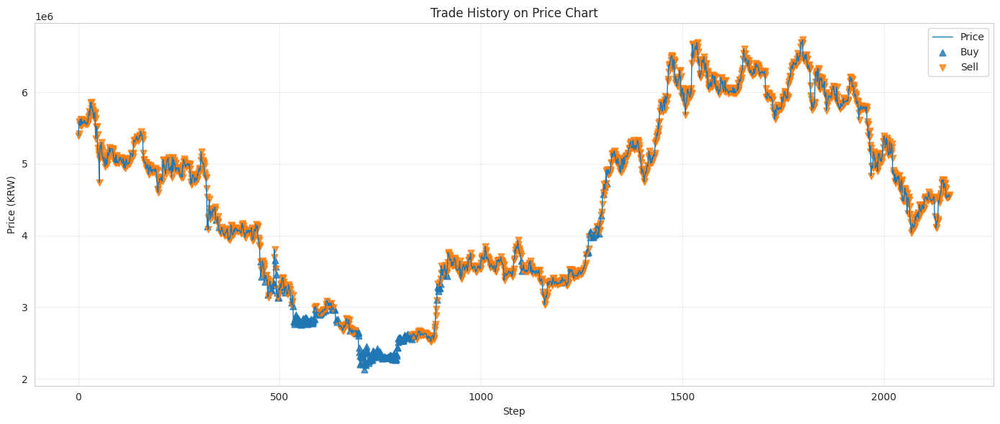 Trade History on Price Chart
1e6
Price (KRW)
6
5
4
3
2
0
500
1000
1500
2000
Step
Price
Buy
Sell